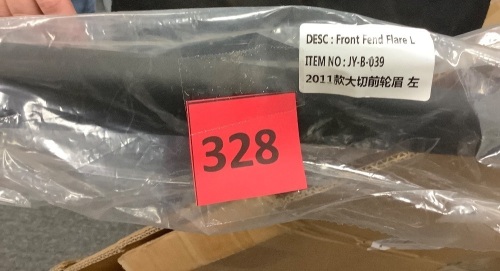 DESC : Front Fend Flare L
ITEM NO : JY-B-039
2011款大切前轮眉 左
328